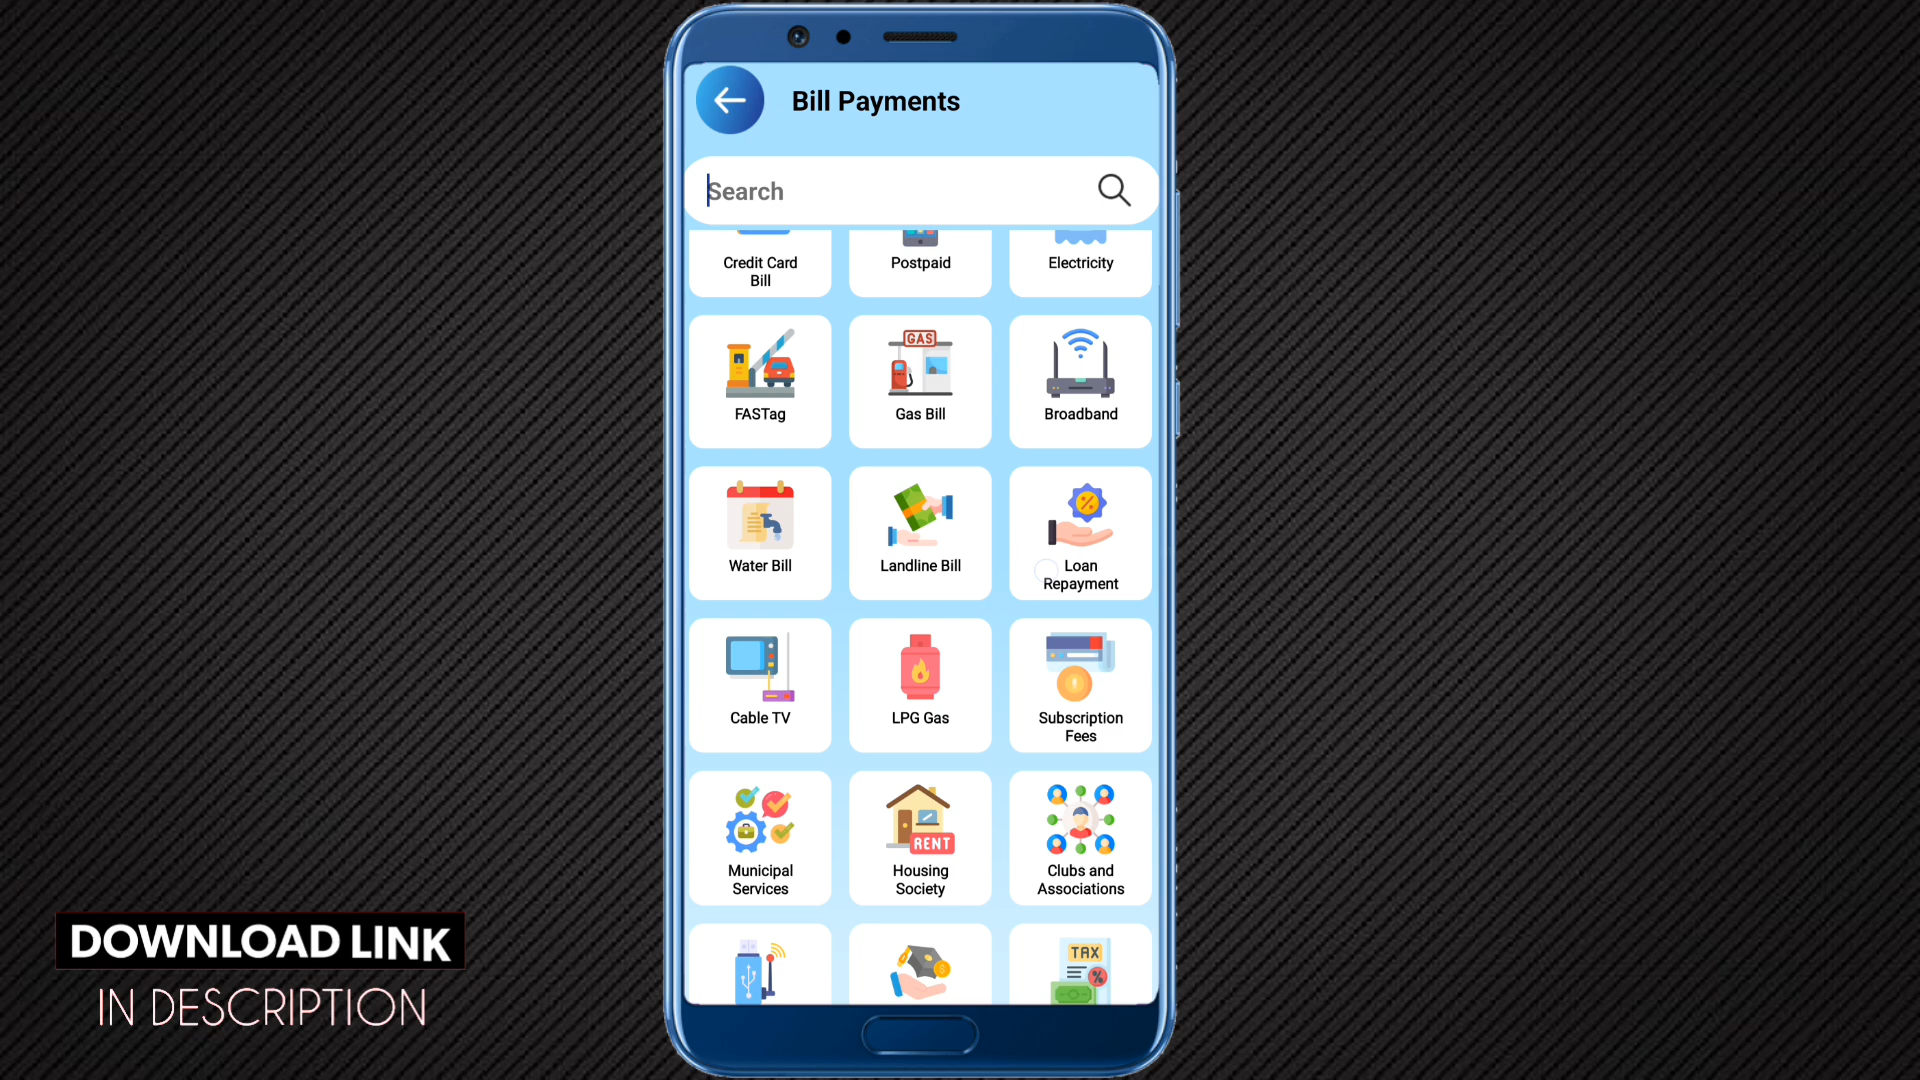 Bill Payments
Search
Credit Card
Bill
Postpaid
Electricity
FASTag
GAS
Gas Bill
Broadband
Water Bill
Landline Bill
Loan
Repayment
Cable TV
LPG Gas
Subscription
Fees
Municipal
Services
RENT
Housing
Society
Clubs and
Associations
TAX
DOWNLOAD LINK
IN DESCRIPTION